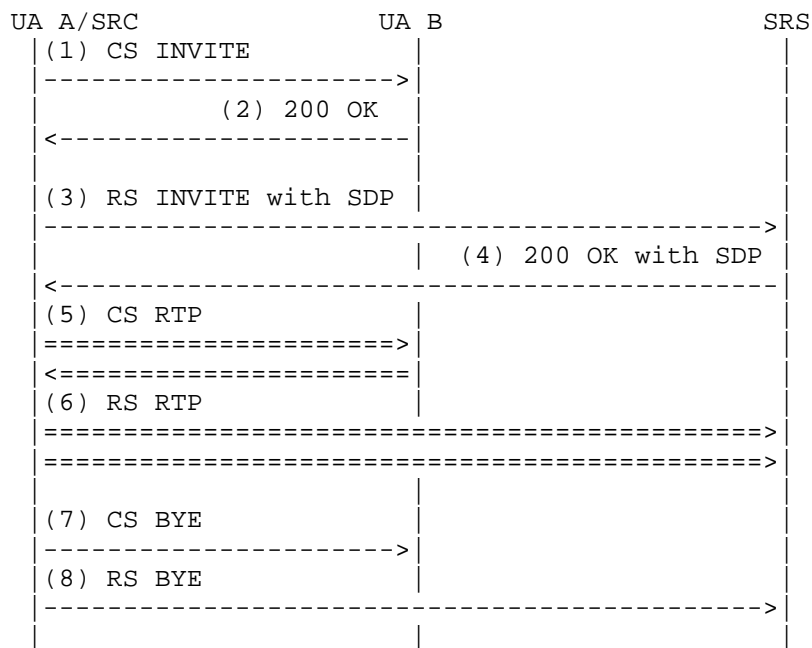 UA A/SRC UA B SRS
(1) CS INVITE
(2) 200 OK
(3) RS INVITE with SDP
(4) 200 OK with SDP
(5) CS RTP
(6) RS RTP
(7) CS BYE
(8) RS BYE